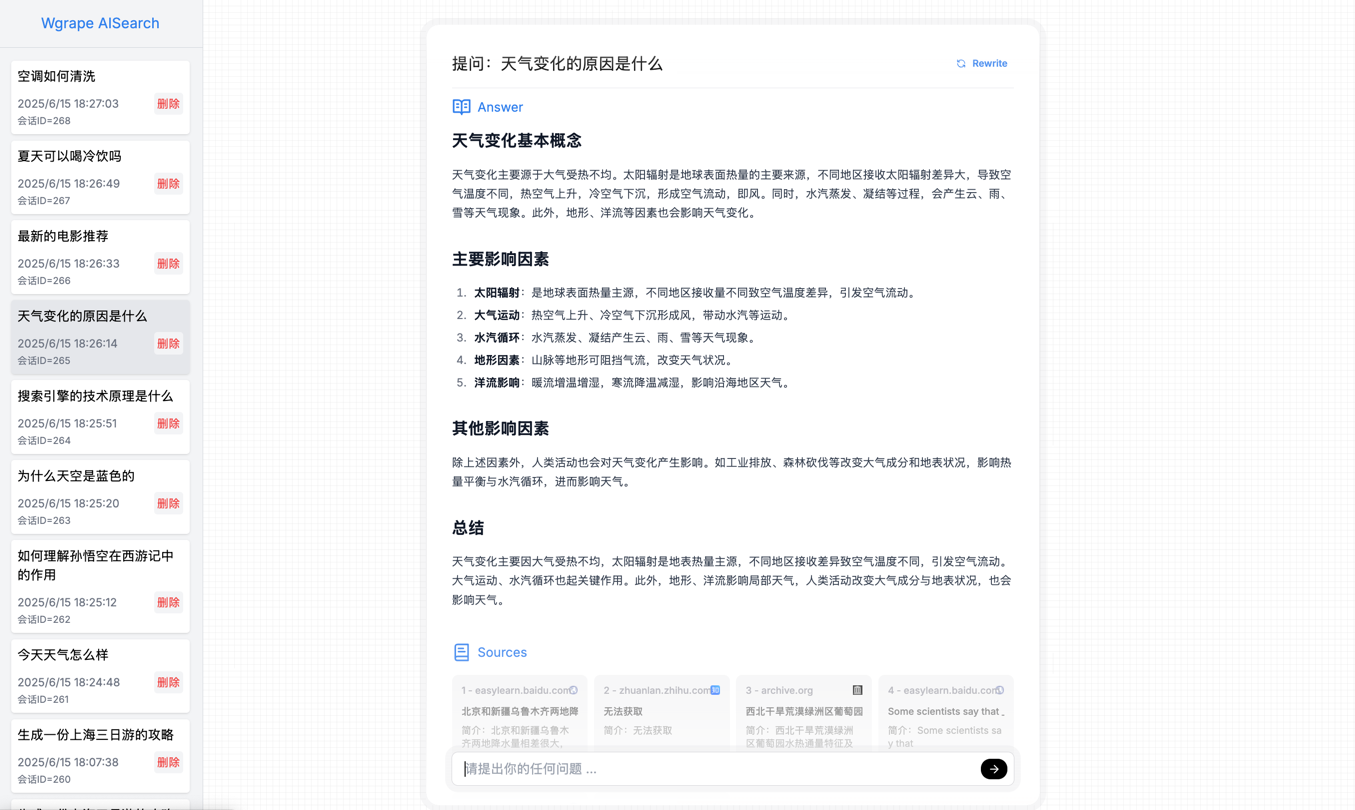 Wgrape AISearch
空调如何清洗
2025/6/15 18:27:03 删除
会话ID=268
夏天可以喝冷饮吗
2025/6/15 18:26:49 删除
会话ID=267
最新的电影推荐
2025/6/15 18:26:33 删除
会话ID=266
天气变化的原因是什么
2025/6/15 18:26:14 删除
会话ID=265
搜索引擎的技术原理是什么
2025/6/15 18:25:51 删除
会话ID=264
为什么天空是蓝色的
2025/6/15 18:25:20 删除
会话ID=263
如何理解孙悟空在西游记中
的作用
2025/6/15 18:25:12 删除
会话ID=262
今天天气怎么样
2025/6/15 18:24:48 删除
会话ID=261
生成一份上海三日游的攻略
2025/6/15 18:07:38 删除
会话ID=260
提问：天气变化的原因是什么
Rewrite
Answer
天气变化基本概念
天气变化主要源于大气受热不均。太阳辐射是地球表面热量的主要来源，不同地区接收太阳辐射差异大，导致空
气温度不同，热空气上升，冷空气下沉，形成空气流动，即风。同时，水汽蒸发、凝结等过程，会产生云、雨、
雪等天气现象。此外，地形、洋流等因素也会影响天气变化。
主要影响因素
1. 太阳辐射：是地球表面热量主源，不同地区接收量不同致空气温度差异，引发空气流动。
2. 大气运动：热空气上升、冷空气下沉形成风，带动水汽等运动。
3. 水汽循环：水汽蒸发、凝结产生云、雨、雪等天气现象。
4. 地形因素：山脉等地形可阻挡气流，改变天气状况。
5. 洋流影响：暖流增温增湿，寒流降温减湿，影响沿海地区天气。
其他影响因素
除上述因素外，人类活动也会对天气变化产生影响。如工业排放、森林砍伐等改变大气成分和地表状况，影响热
量平衡与水汽循环，进而影响天气。
总结
天气变化主要因大气受热不均，太阳辐射是地表热量主源，不同地区接收差异致空气温度不同，引发空气流动。
大气运动、水汽循环也起关键作用。此外，地形、洋流影响局部天气，人类活动改变大气成分与地表状况，也会
影响天气。
Sources
1 - easylearn.baidu.com
北京和新疆乌鲁木齐两地降
简介：北京和新疆乌鲁木
齐两地降水量相差很大，
2 - zhuanlan.zhihu.com
无法获取
简介：无法获取
3 - archive.org
西北干旱荒漠绿洲区葡萄园
简介：西北干旱荒漠绿洲
区葡萄园水热通量特征及
4 - easylearn.baidu.com
Some scientists say that _
简介：Some scientists sa
y that
请提出你的任何问题 ...